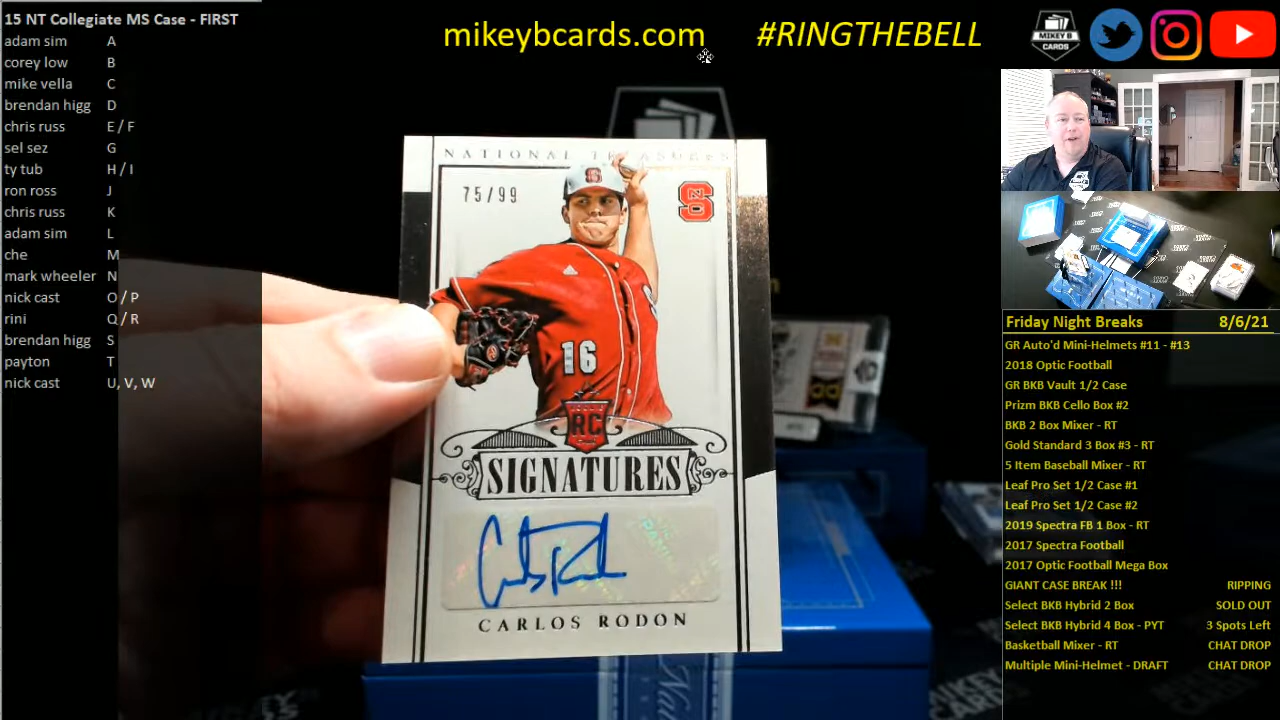 15 NT Collegiate MS Case - FIRST
adam sim A
corey low B
mike vella C
brendan higg D
chris russ E / F
sel sez G
ty tub H / I
ron ross J
chris russ K
adam sim L
che M
mark wheeler N
nick cast O / P
rini Q / R
brendan higg S
payton T
nick cast U, V, W
mikeybcards.com #RINGTHEBELL
MIKEY B
CARDS
NATIONAL TREASURES
75/99
16
RC
SIGNATURES
CARLOS RODON
Friday Night Breaks 8/6/21
GR Auto'd Mini-Helmets #11 - #13
2018 Optic Football
GR BKB Vault 1/2 Case
Prizm BKB Cello Box #2
BKB 2 Box Mixer - RT
Gold Standard 3 Box #3 - RT
5 Item Baseball Mixer - RT
Leaf Pro Set 1/2 Case #1
Leaf Pro Set 1/2 Case #2
2019 Spectra FB 1 Box - RT
2017 Spectra Football
2017 Optic Football Mega Box
GIANT CASE BREAK !!! RIPPING
Select BKB Hybrid 2 Box SOLD OUT
Select BKB Hybrid 4 Box - PYT 3 Spots Left
Basketball Mixer - RT CHAT DROP
Multiple Mini-Helmet - DRAFT CHAT DROP